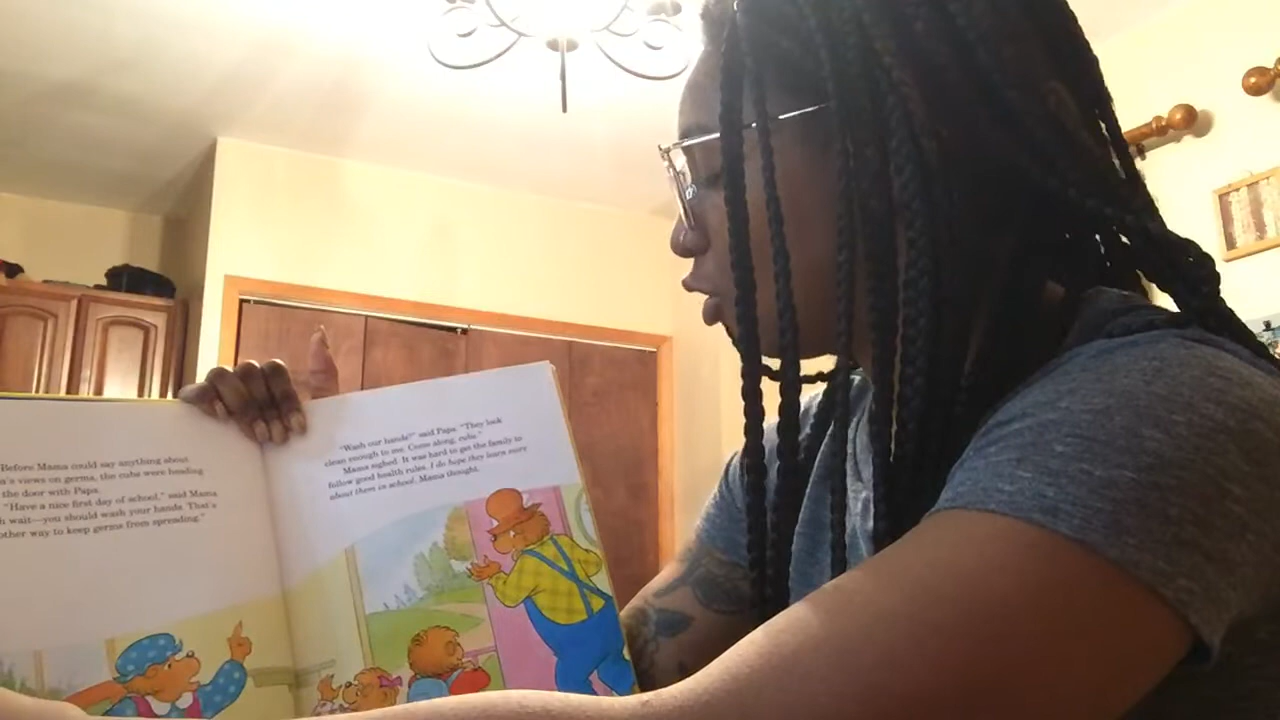 Before Mama could say anything about
a's views on germs, the cubs were heading
the door with Papa.
"Have a nice first day of school," said Mama
h wait—you should wash your hands. That's
other way to keep germs from spreading."
"Wash our hands?" said Papa. "They look
clean enough to me. Come along, cubs."
Mama sighed. It was hard to get the family to
follow good health rules. I do hope they learn more
about them in school, Mama thought.